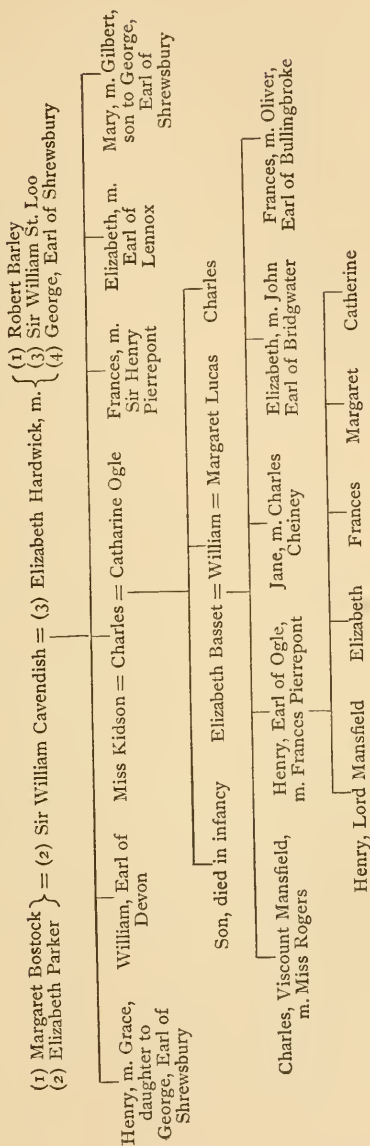 (1) Margaret Bostock
(2) Elizabeth Parker
} = (2) Sir William Cavendish = (3) Elizabeth Hardwick, m. {
(1) Robert Barley
(3) Sir William St. Loo
(4) George, Earl of Shrewsbury
Henry, m. Grace,
daughter to
George, Earl of
Shrewsbury
William, Earl of
Devon
Miss Kidson = Charles = Catharine Ogle
Frances, m.
Sir Henry
Pierrepont
Elizabeth, m.
Earl of
Lennox
Mary, m. Gilbert,
son to George,
Earl of
Shrewsbury
Son, died in infancy
Elizabeth Basset = William = Margaret Lucas
Charles
Charles, Viscount Mansfield,
m. Miss Rogers
Henry, Earl of Ogle,
m. Frances Pierrepont
Jane, m. Charles
Cheiney
Elizabeth, m. John
Earl of Bridgwater
Frances, m. Oliver,
Earl of Bullingbroke
Henry, Lord Mansfield
Elizabeth
Frances
Margaret
Catherine